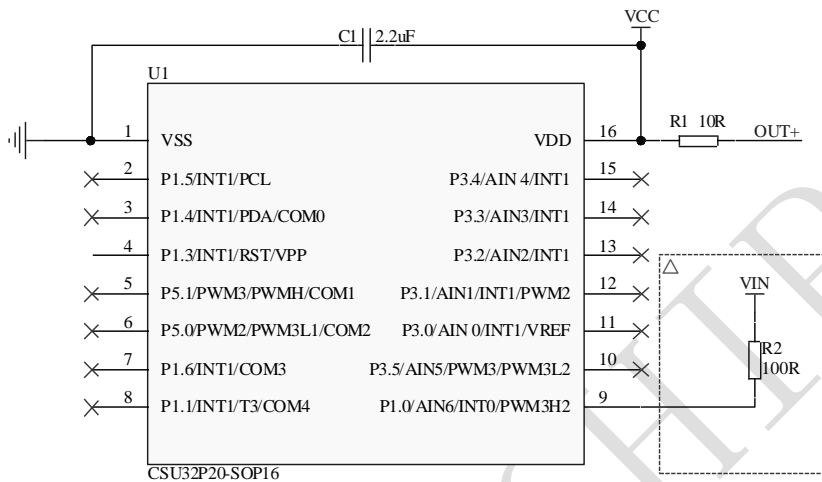 VCC
C1 2.2uF
U1
R1 10R
OUT+
1 VSS VDD 16
2 P1.5/INT1/PCL P3.4/AIN 4/INT1 15
3 P1.4/INT1/PDA/COM0 P3.3/AIN3/INT1 14
4 P1.3/INT1/RST/VPP P3.2/AIN2/INT1 13
5 P5.1/PWM3/PWMH/COM1 P3.1/AIN1/INT1/PWM2 12
6 P5.0/PWM2/PWM3L1/COM2 P3.0/AIN 0/INT1/VREF 11
7 P1.6/INT1/COM3 P3.5/AIN5/PWM3/PWM3L2 10
8 P1.1/INT1/T3/COM4 P1.0/AIN6/INT0/PWM3H2 9
VIN
R2
100R
CSU32P20-SOP16
CHIP